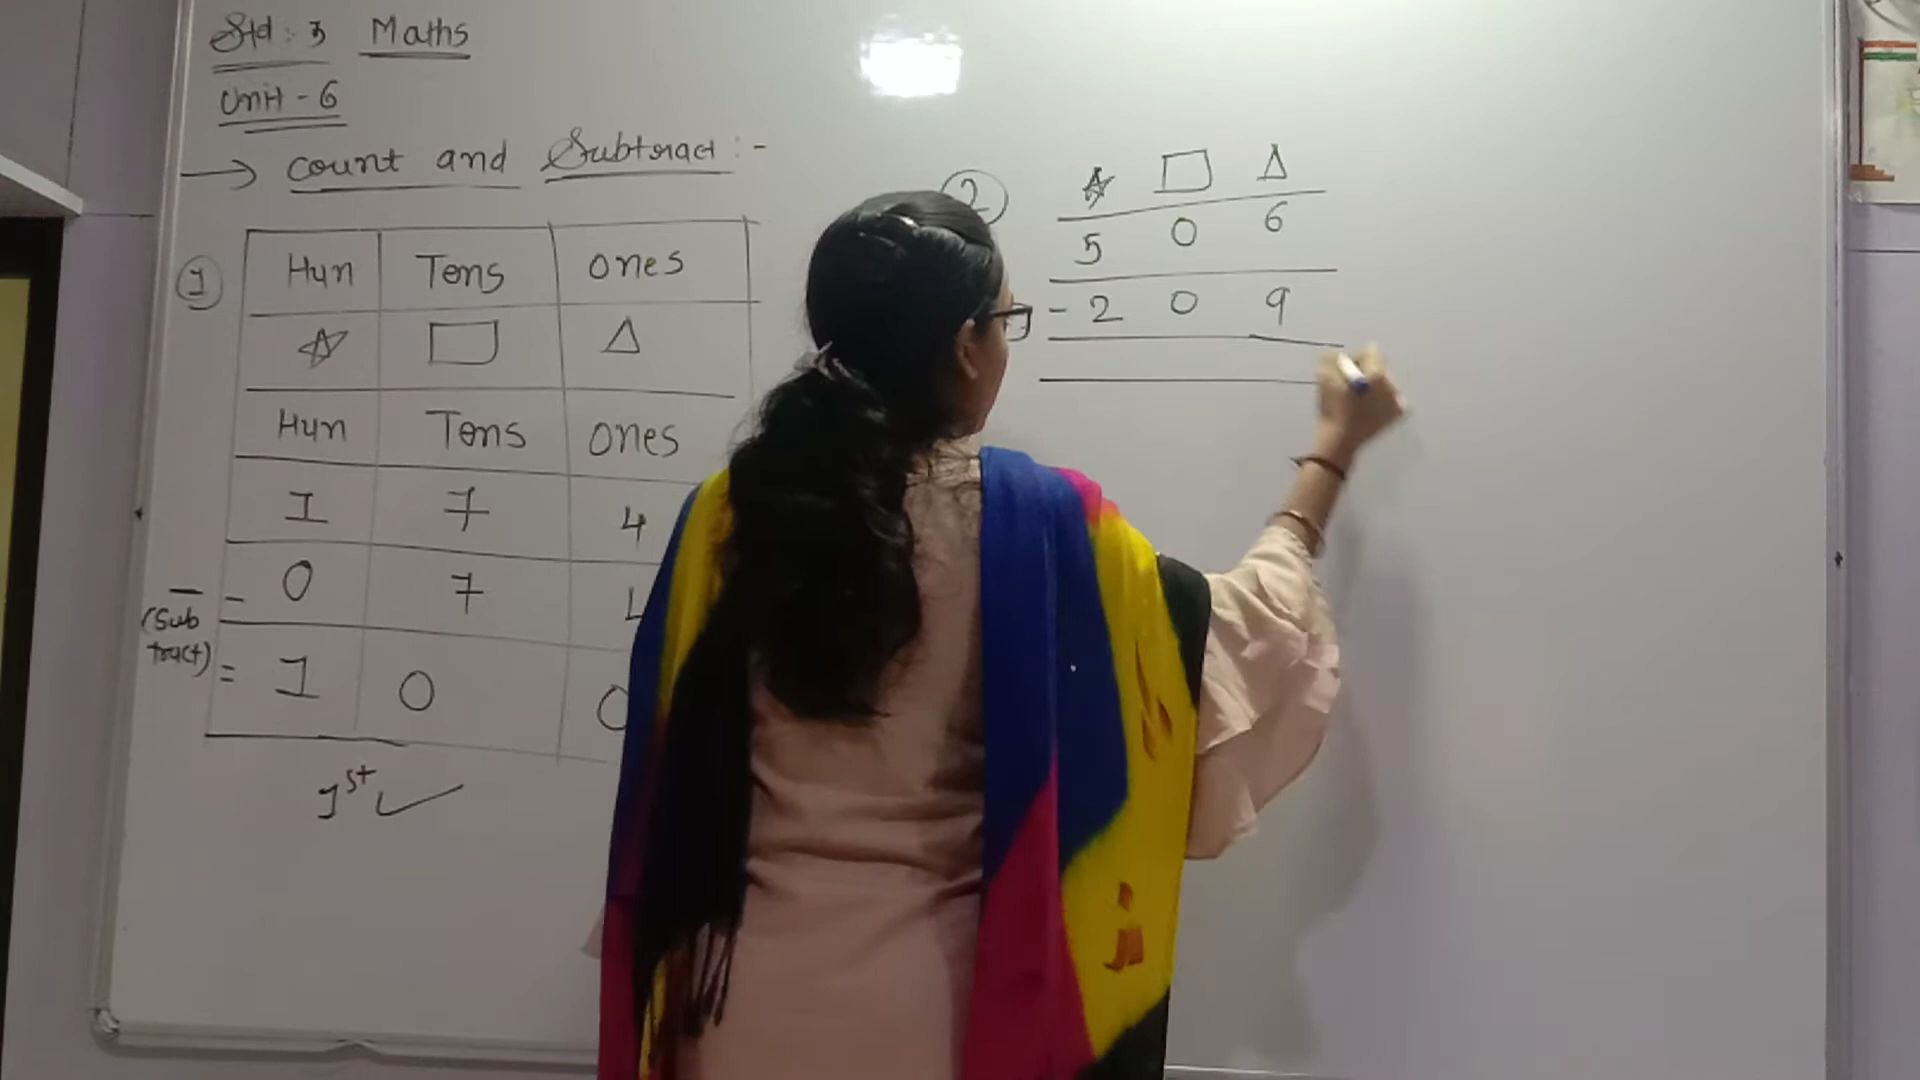 Std : 3 Maths
Unit - 6
→ count and Subtract :-
1
Hun Tens ones
Hun Tens ones
1 7 4
- 0 7
(Sub
tract)
= 1 0 0
1st ✓
2
5 0 6
- 2 0 9